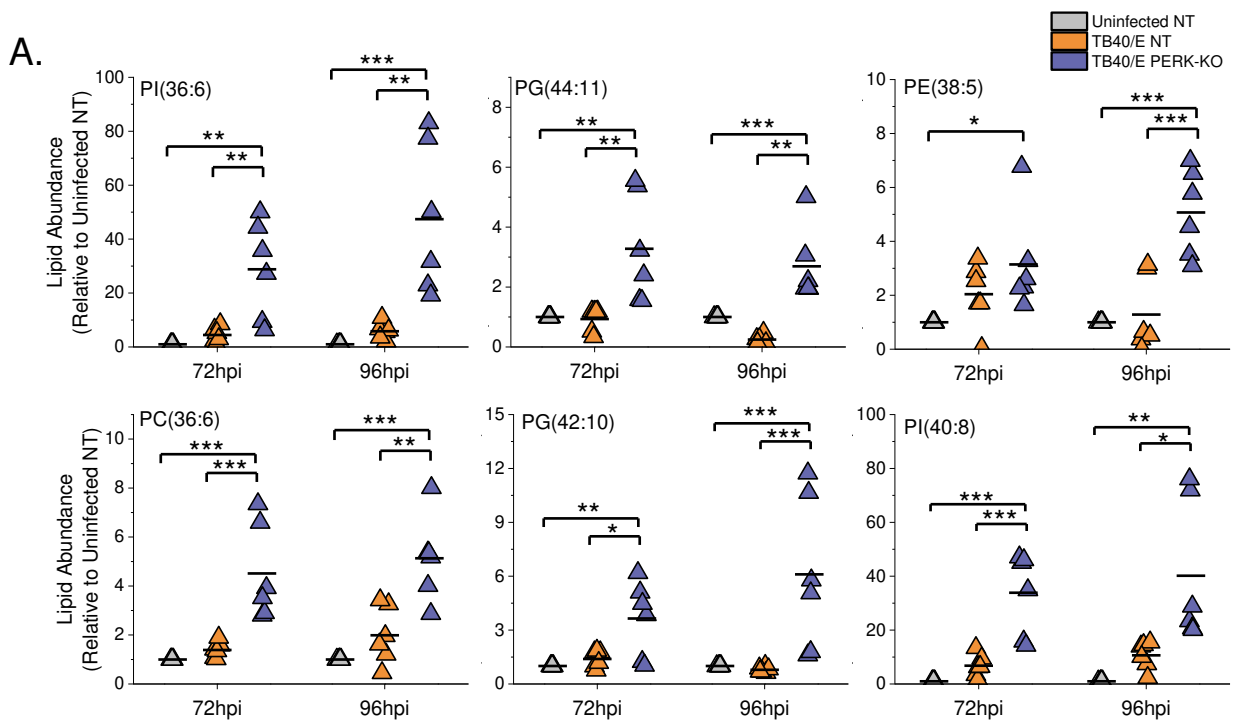 A.
Uninfected NT
TB40/E NT
TB40/E PERK-KO
Lipid Abundance
(Relative to Uninfected NT)
PI(36:6)
100
80
60
40
20
0
**
**
***
**
72hpi
96hpi
PG(44:11)
8
6
4
2
0
**
**
***
**
72hpi
96hpi
PE(38:5)
10
8
6
4
2
0
*
***
***
72hpi
96hpi
Lipid Abundance
(Relative to Uninfected NT)
PC(36:6)
10
8
6
4
2
0
***
***
***
**
72hpi
96hpi
PG(42:10)
15
12
9
6
3
0
**
*
***
***
72hpi
96hpi
PI(40:8)
100
80
60
40
20
0
***
***
**
*
72hpi
96hpi